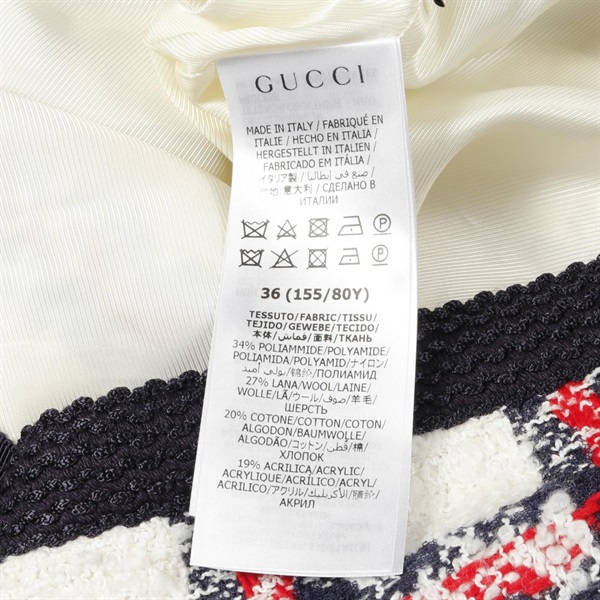 GUCCI
MADE IN ITALY / FABRIQUÉ EN
ITALIE / HECHO EN ITALIA
HERGESTELLT IN ITALIEN /
FABRICADO EM ITÁLIA /
イタリア製 / صنع في إيطاليا /
产地:意大利 / СДЕЛАНО В
ИТАЛИИ
P
P
36 (155/80Y)
TESSUTO/FABRIC/TISSU/
TEJIDO/GEWEBE/TECIDO/
本体/قماش/面料/ТКАНЬ
34% POLIAMMIDE/POLYAMIDE/
POLIAMIDA/POLYAMID/ナイロン/
بولي أميد/锦纶/ПОЛИАМИД
27% LANA/WOOL/LAINE/
WOLLE/LÃ/ウール/صوف/羊毛/
ШЕРСТЬ
20% COTONE/COTTON/COTON/
ALGODON/BAUMWOLLE/
ALGODÃO/コットン/قطن/棉/
ХЛОПОК
19% ACRILICA/ACRYLIC/
ACRYLIQUE/ACRILICO/ACRYL/
ACRILICO/アクリル/الأكريليك/腈纶/
АКРИЛ